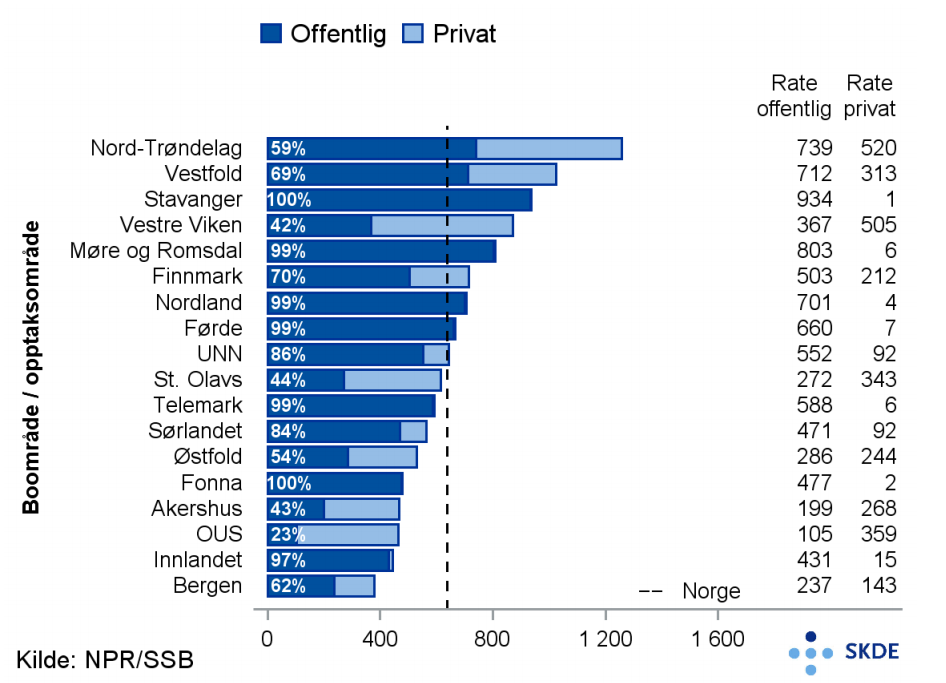 Offentlig Privat
Rate Rate
offentlig privat
Boområde / opptaksområde
Nord-Trøndelag 59% 739 520
Vestfold 69% 712 313
Stavanger 100% 934 1
Vestre Viken 42% 367 505
Møre og Romsdal 99% 803 6
Finnmark 70% 503 212
Nordland 99% 701 4
Førde 99% 660 7
UNN 86% 552 92
St. Olavs 44% 272 343
Telemark 99% 588 6
Sørlandet 84% 471 92
Østfold 54% 286 244
Fonna 100% 477 2
Akershus 43% 199 268
OUS 23% 105 359
Innlandet 97% 431 15
Bergen 62% 237 143
Norge
0 400 800 1 200 1 600
Kilde: NPR/SSB
SKDE